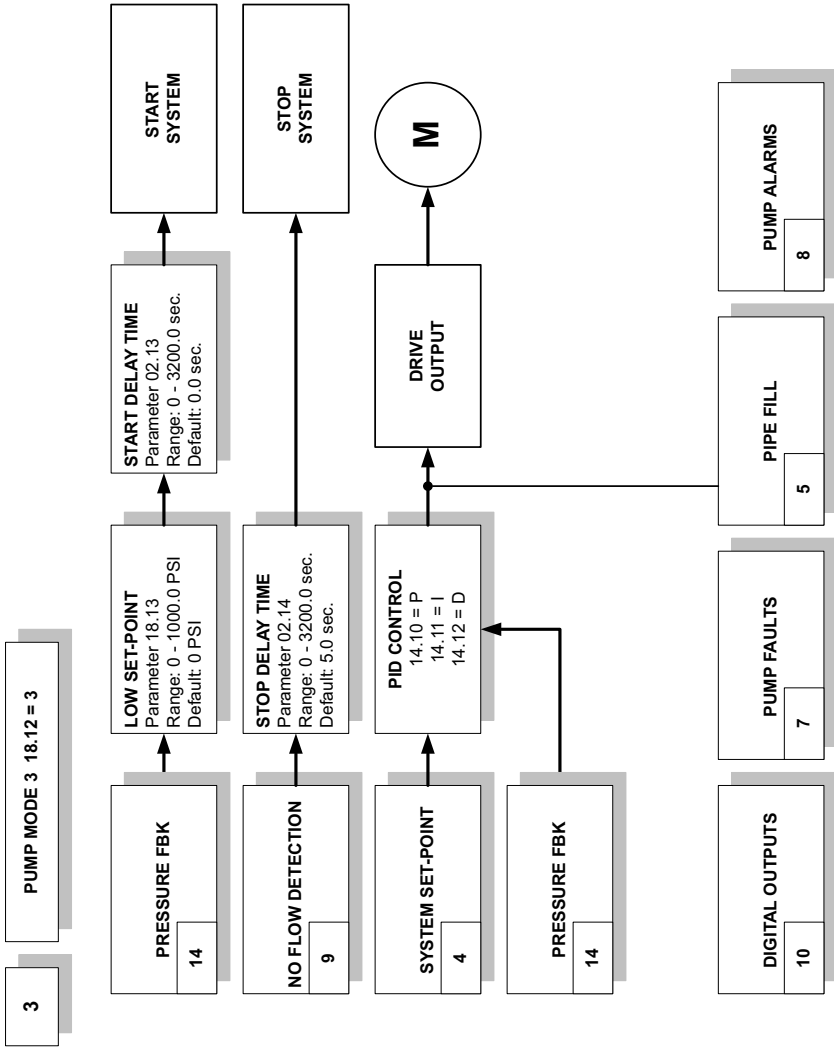 3
PUMP MODE 3  18.12 = 3
PRESSURE FBK
14
LOW SET-POINT
Parameter 18.13
Range: 0 - 1000.0 PSI
Default: 0 PSI
START DELAY TIME
Parameter 02.13
Range: 0 - 3200.0 sec.
Default: 0.0 sec.
START
SYSTEM
NO FLOW DETECTION
9
STOP DELAY TIME
Parameter 02.14
Range: 0 - 3200.0 sec.
Default: 5.0 sec.
STOP
SYSTEM
SYSTEM SET-POINT
4
PID CONTROL
14.10 = P
14.11 = I
14.12 = D
DRIVE
OUTPUT
M
PRESSURE FBK
14
DIGITAL OUTPUTS
10
PUMP FAULTS
7
PIPE FILL
5
PUMP ALARMS
8